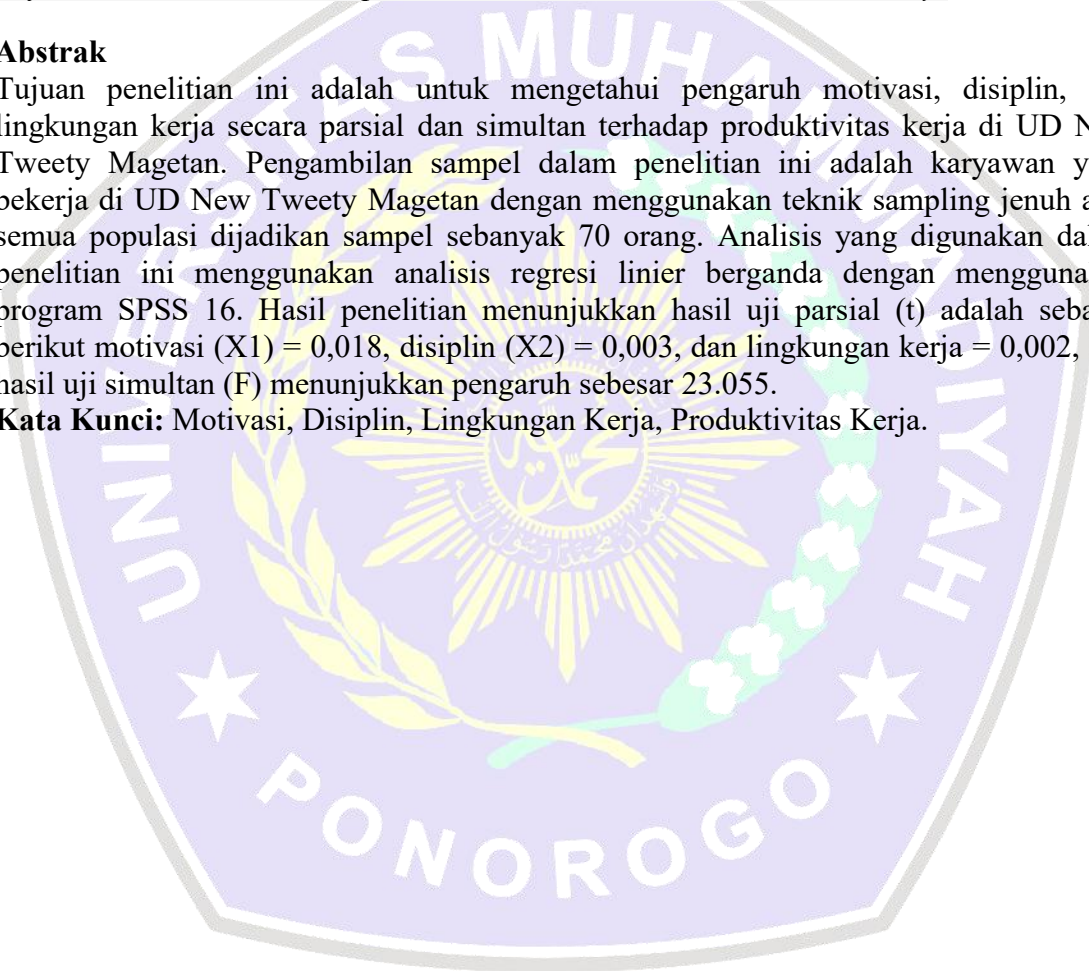 Abstrak
Tujuan penelitian ini adalah untuk mengetahui pengaruh motivasi, disiplin,
lingkungan kerja secara parsial dan simultan terhadap produktivitas kerja di UD N
Tweety Magetan. Pengambilan sampel dalam penelitian ini adalah karyawan y
bekerja di UD New Tweety Magetan dengan menggunakan teknik sampling jenuh a
semua populasi dijadikan sampel sebanyak 70 orang. Analisis yang digunakan dal
penelitian ini menggunakan analisis regresi linier berganda dengan mengguna
program SPSS 16. Hasil penelitian menunjukkan hasil uji parsial (t) adalah seba
berikut motivasi (X1) = 0,018, disiplin (X2) = 0,003, dan lingkungan kerja = 0,002,
hasil uji simultan (F) menunjukkan pengaruh sebesar 23.055.
Kata Kunci: Motivasi, Disiplin, Lingkungan Kerja, Produktivitas Kerja.
UNIVERSITAS MUHAMMADIYAH
PONOROGO